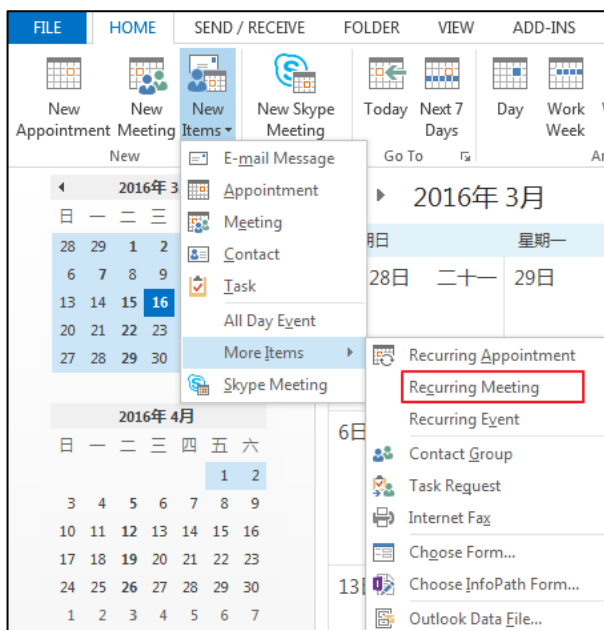 FILE HOME SEND / RECEIVE FOLDER VIEW ADD-INS
New Appointment
New Meeting
New Items
New Skype Meeting
Today
Next 7 Days
Day
Work Week
New
Go To
2016年 3
日 一 二 三
28 29 1 2
6 7 8 9
13 14 15 16
20 21 22 23
27 28 29 30
2016年 4月
日 一 二 三 四 五 六
1 2
3 4 5 6 7 8 9
10 11 12 13 14 15 16
17 18 19 20 21 22 23
24 25 26 27 28 29 30
1 2 3 4 5 6 7
E-mail Message
Appointment
Meeting
Contact
Task
All Day Event
More Items
Skype Meeting
2016年 3月
期日 星期一
28日 二十一 29日
6日
13
Recurring Appointment
Recurring Meeting
Recurring Event
Contact Group
Task Request
Internet Fax
Choose Form...
Choose InfoPath Form...
Outlook Data File...